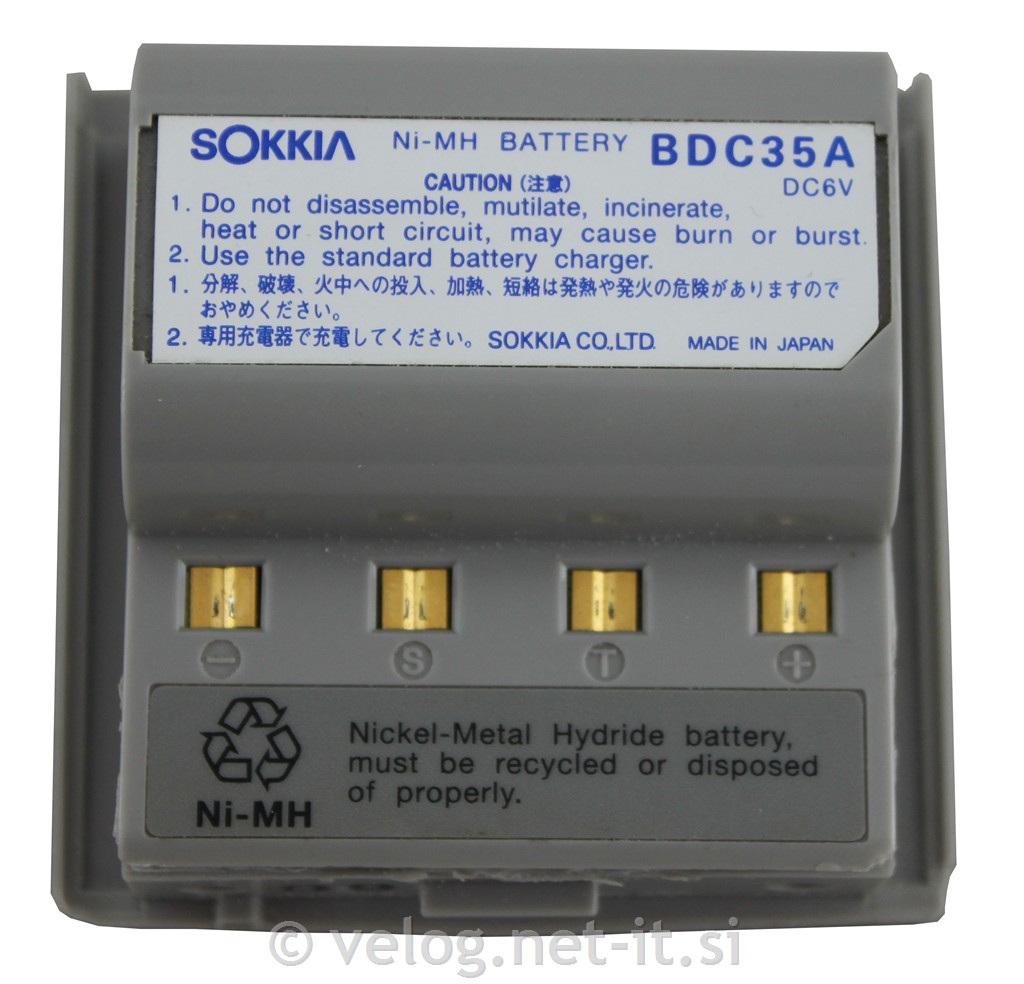 SOKKIA Ni-MH BATTERY BDC35A
DC6V
CAUTION (注意)
1. Do not disassemble, mutilate, incinerate,
heat or short circuit, may cause burn or burst.
2. Use the standard battery charger.
1. 分解、破壊、火中への投入、加熱、短絡は発熱や発火の危険がありますので
おやめください。
2. 専用充電器で充電してください。 SOKKIA CO.,LTD. MADE IN JAPAN
− S T +
Nickel-Metal Hydride battery,
must be recycled or disposed
of properly.
Ni-MH
© velog.net-it.si